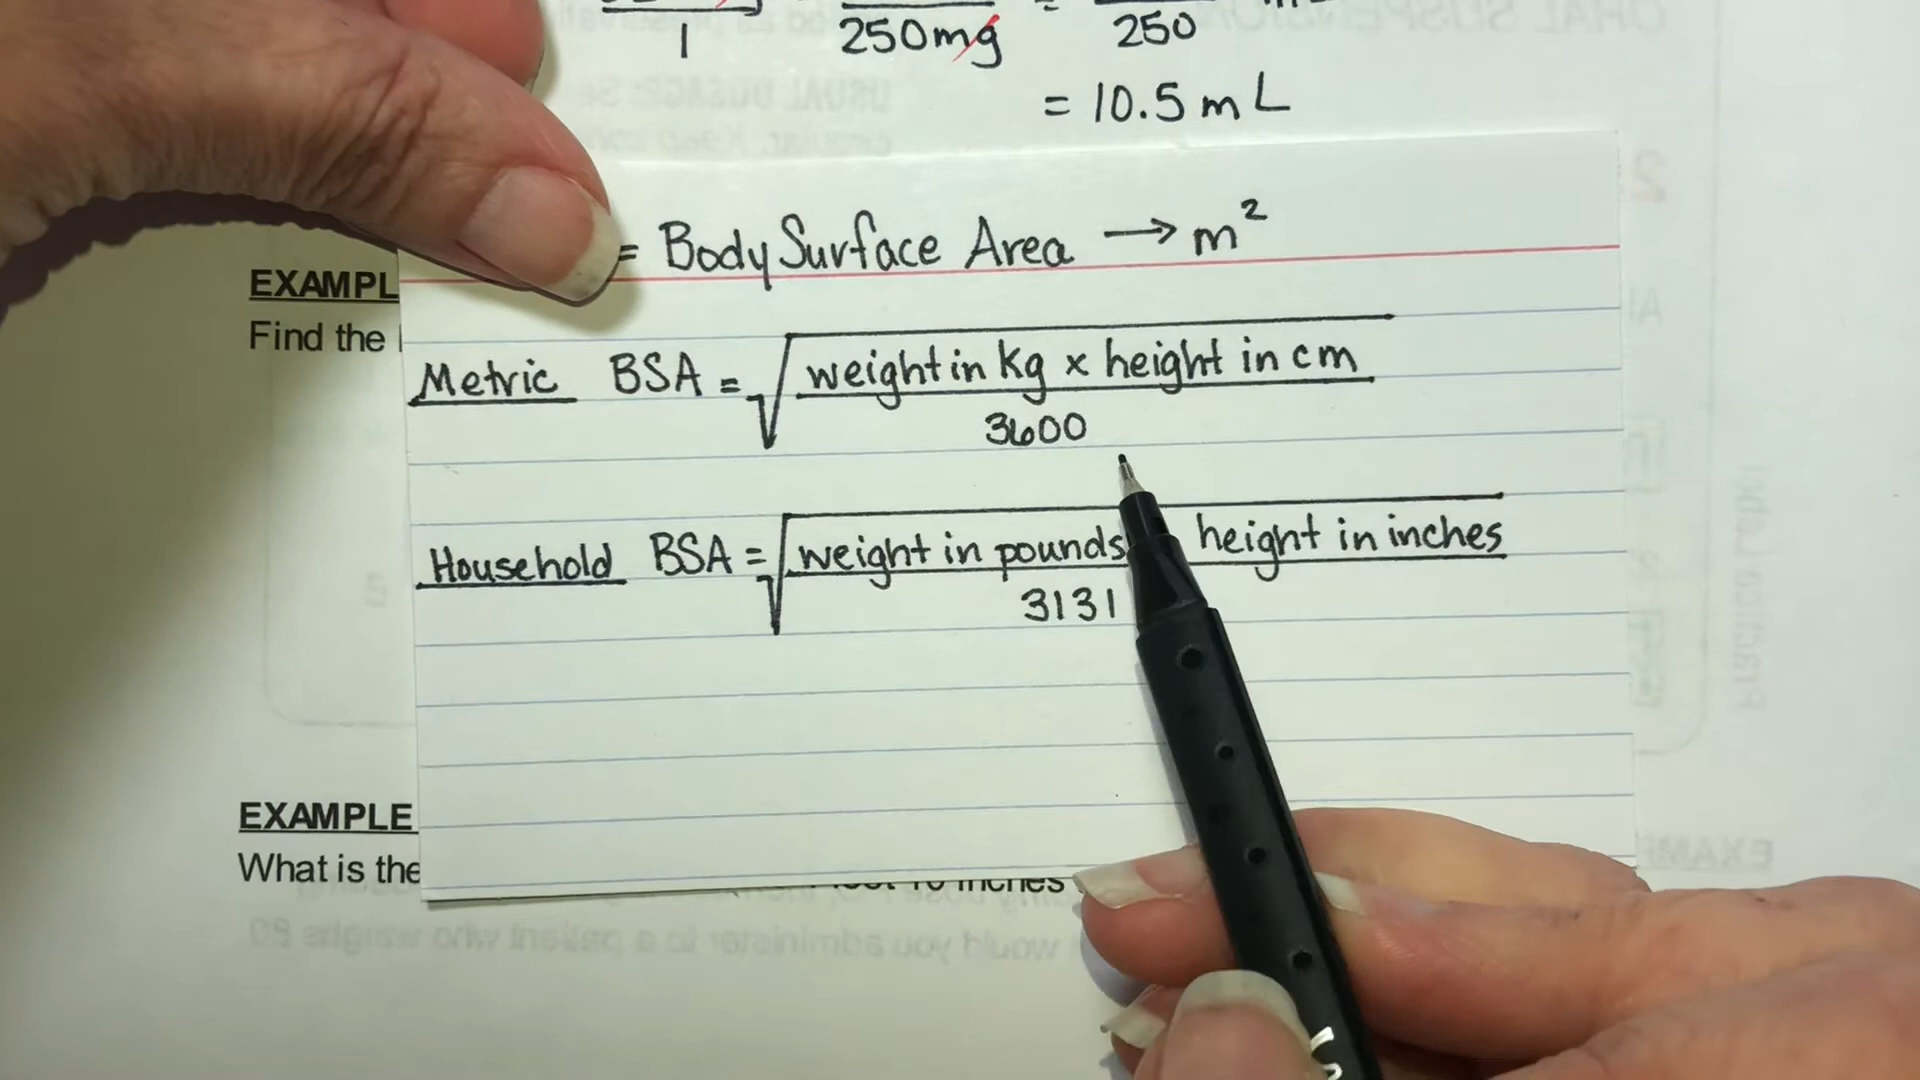 1 250mg = 250
= 10.5 mL
= Body Surface Area → m²
EXAMPL
Find the
Metric BSA = √ weight in kg x height in cm
3600
Household BSA = √ weight in pounds height in inches
3131
EXAMPLE
What is the inches